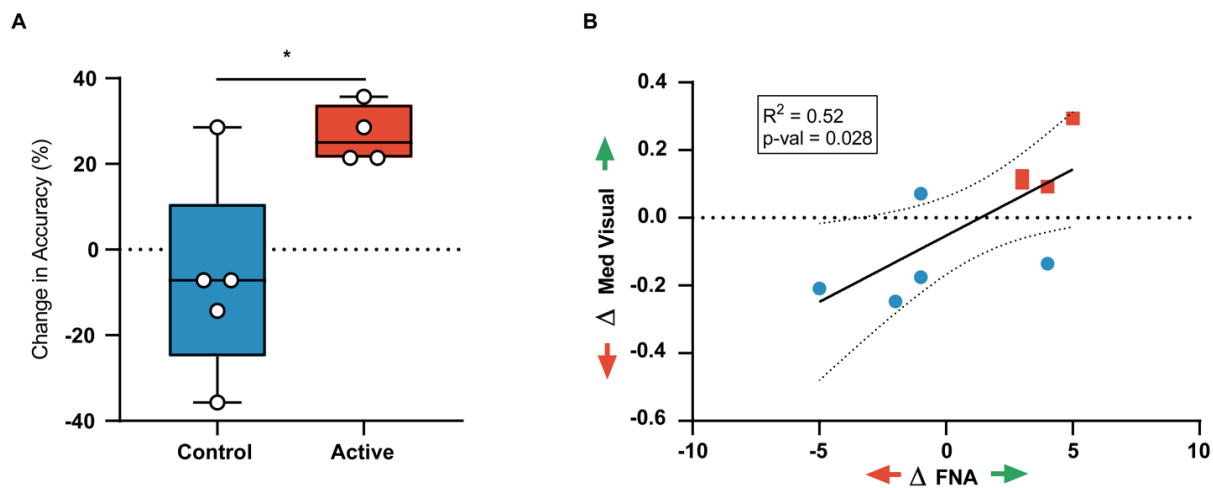 A
*
40
20
0
-20
-40
Change in Accuracy (%)
Control
Active
B
R² = 0.52
p-val = 0.028
0.4
0.2
0.0
-0.2
-0.4
-0.6
Δ Med Visual
-10
-5
0
5
10
Δ FNA